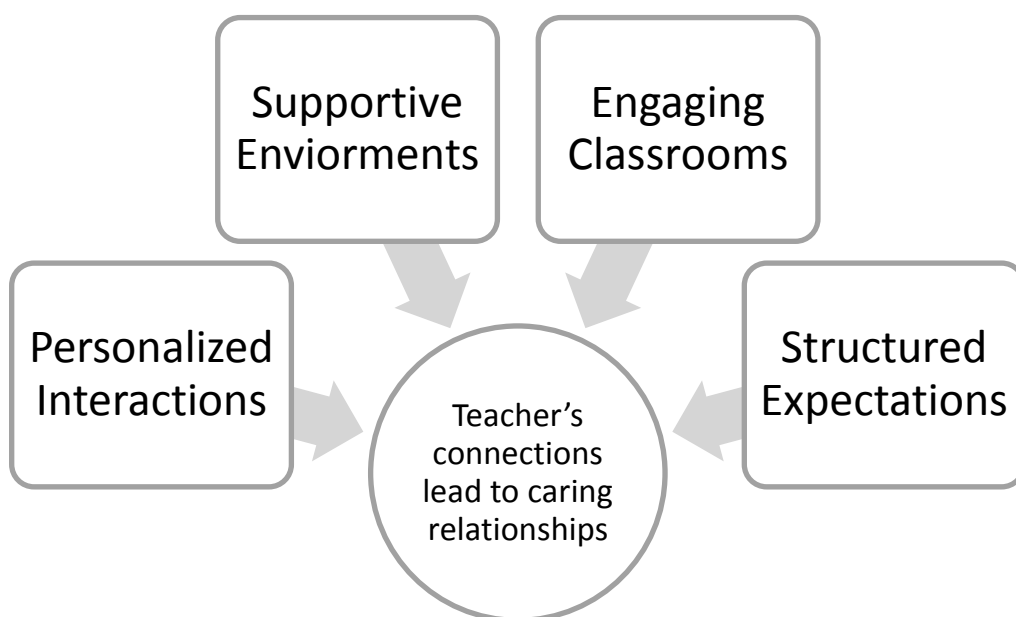 Supportive
Enviorments
Engaging
Classrooms
Personalized
Interactions
Structured
Expectations
Teacher’s
connections
lead to caring
relationships